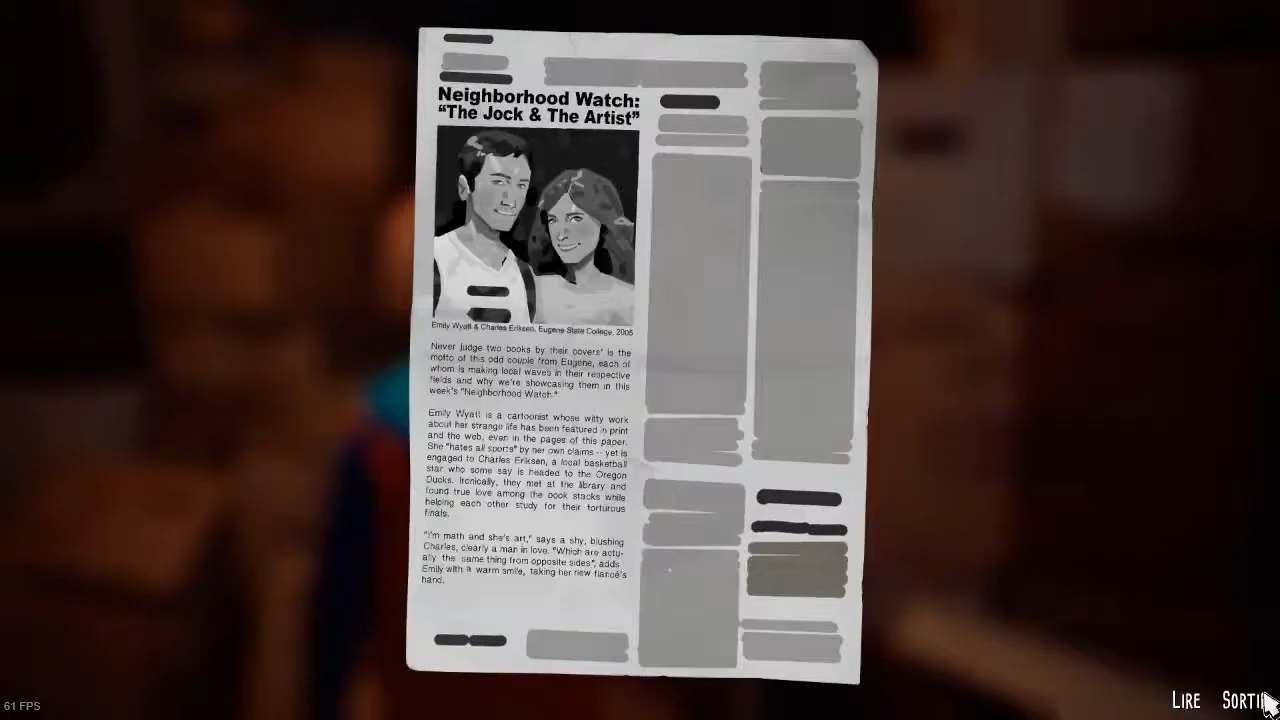 Neighborhood Watch:
“The Jock & The Artist”
Emily Wyatt & Charles Eriksen, Eugene State College, 2005
Never judge two books by their covers" is the
motto of this odd couple from Eugene, each of
whom is making local waves in their respective
fields and why we're showcasing them in this
week's "Neighborhood Watch."
Emily Wyatt is a cartoonist whose witty work
about her strange life has been featured in print
and the web, even in the pages of this paper.
She "hates all sports" by her own claims -- yet is
engaged to Charles Eriksen, a local basketball
star who some say is headed to the Oregon
Ducks. Ironically, they met at the library and
found true love among the book stacks while
helping each other study for their torturous
finals.
"I'm math and she's art," says a shy, blushing
Charles, clearly a man in love. "Which are actu-
ally the same thing from opposite sides", adds
Emily with a warm smile, taking her new fiancé's
hand.
61 FPS
LIRE SORTI